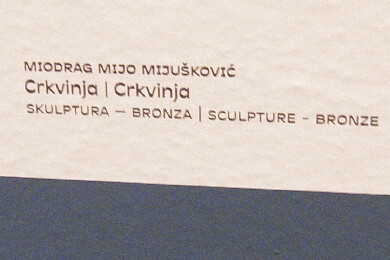 MIODRAG MIJO MIJUŠKOVIĆ
Crkvinja | Crkvinja
SKULPTURA — BRONZA | SCULPTURE - BRONZE